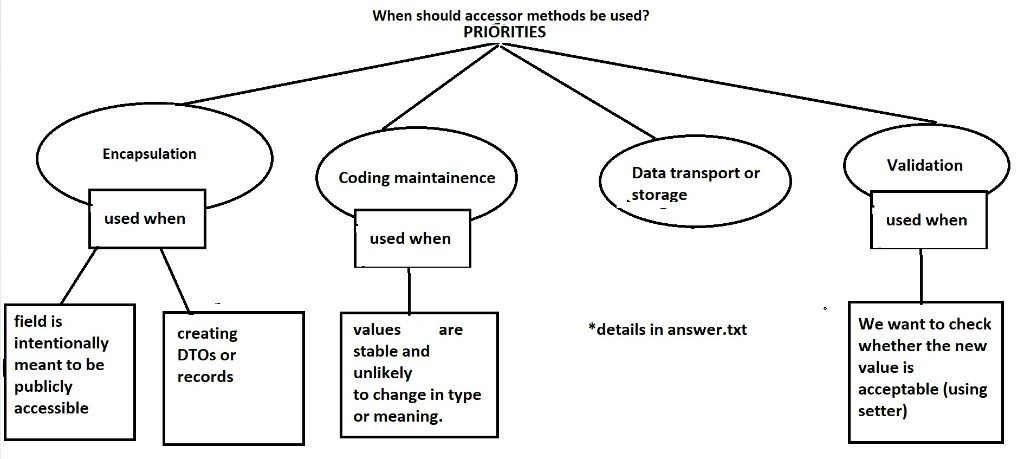 When should accessor methods be used?
PRIORITIES
Encapsulation
used when
field is
intentionally
meant to be
publicly
accessible
creating
DTOs or
records
Coding maintainence
used when
values are
stable and
unlikely
to change in type
or meaning.
Data transport or
storage
*details in answer.txt
Validation
used when
We want to check
whether the new
value is
acceptable (using
setter)